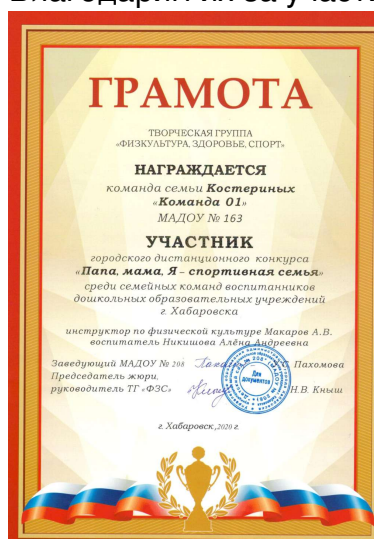 Благодарим их за участи
ГРАМОТА
ТВОРЧЕСКАЯ ГРУППА
«ФИЗКУЛЬТУРА, ЗДОРОВЬЕ, СПОРТ»
НАГРАЖДАЕТСЯ
команда семьи Костериных
«Команда 01»
МАДОУ № 163
УЧАСТНИК
городского дистанционного конкурса
«Папа, мама, Я – спортивная семья»
среди семейных команд воспитанников
дошкольных образовательных учреждений
г. Хабаровска
инструктор по физической культуре Макаров А.В.
воспитатель Никишова Алёна Андреевна
Заведующий МАДОУ № 208 Пахомова
Председатель жюри,
руководитель ТГ «ФЗС» Н.В. Кныш
Для
документов
г. Хабаровск, 2020 г.